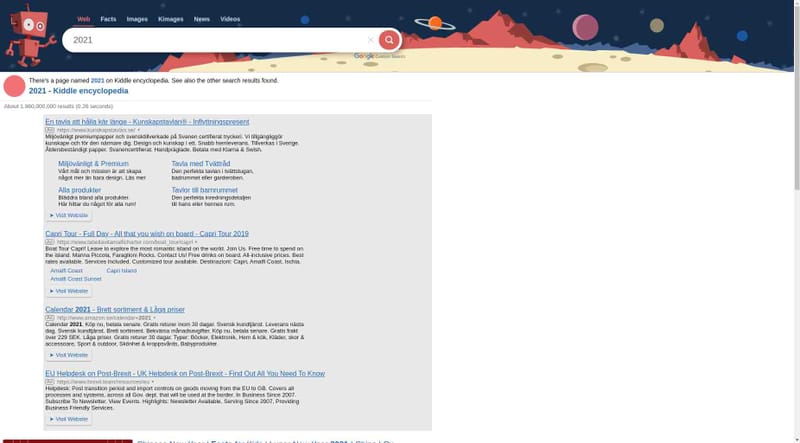 Web Facts Images Kimages News Videos
2021
Google Custom Search
There's a page named 2021 on Kiddle encyclopedia. See also the other search results found.
2021 - Kiddle encyclopedia
About 1,960,000,000 results (0.26 seconds)
En tavla att hålla kär länge - Kunskapstavlan® - Inflyttningspresent
Ad https://www.kunskapstavlan.se/
Miljövänligt premiumpapper och svensktillverkade på Svanen certifierat tryckeri. Vi tillgängliggör
kunskape och för den närmare dig. Design och kunskap i ett. Snabb hemleverans. Tillverkas i Sverige.
Åldersbeständigt papper. Svanencertifierat. Handpräglade. Betala med Klarna & Swish.
Miljövänligt & Premium
Vårt mål och mission är att skapa
något mer än bara design. Läs mer
Tavla med Tvättråd
Den perfekta tavlan i tvättstugan,
badrummet eller garderoben.
Alla produkter
Bläddra bland alla produkter
Här hittar du något för alla rum!
Tavlor till barnrummet
Den perfekta inredningsdetaljen
till hans eller hennes rum.
➤ Visit Website
Capri Tour - Full Day - All that you wish on board - Capri Tour 2019
Ad
Boat Tour Capri! Leave to explore the most romantic island on the world. Join Us. Free time to spend on
the island. Marina Piccola, Faraglioni Rocks. Contact Us! Free drinks on board. All-inclusive prices. Best
rates available. Services Included. Customized tour available. Destinazioni: Capri, Amalfi Coast, Ischia.
Amalfi Coast Capri Island
Amalfi Coast Sunset
➤ Visit Website
Calendar 2021 - Brett sortiment & Låga priser
Ad http://www.amazon.se/calendar+2021
Calendar 2021. Köp nu, betala senare. Gratis returer inom 30 dagar. Svensk kundtjänst. Leverans nästa
dag. Svensk kundtjänst. Brett sortiment. Bekväma månadsavgifter. Köp nu, betala senare. Gratis frakt
över 229 SEK. Låga priser. Gratis returer 30 dagar. Typer: Böcker, Elektronik, Hem & kök, Kläder, skor &
accessoarer, Sport & outdoor, Skönhet & kroppsvårds, Babyprodukter.
➤ Visit Website
EU Helpdesk on Post-Brexit - UK Helpdesk on Post-Brexit - Find Out All You Need To Know
Ad https://www.brexit.team/resources/eu
Helpdesk: Post transition period and import controls on goods moving from the EU to GB. Covers all
processes and systems, across all Gov. dept. that will be used at the border. In Business Since 2007.
Subscribe To Newsletter. View Events. Highlights: Newsletter Available, Serving Since 2007, Providing
Business Friendly Services.
➤ Visit Website